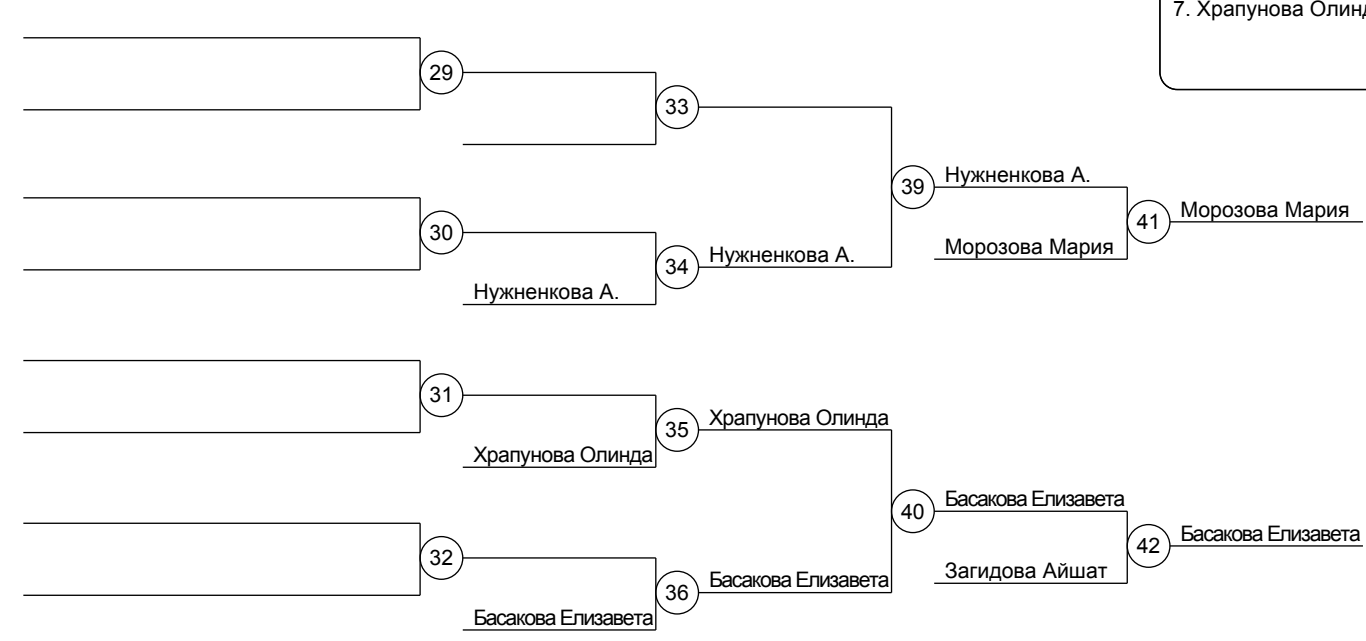 7. Храпунова Олинд
29
33
39
Нужненкова А.
41
Морозова Мария
30
Морозова Мария
34
Нужненкова А.
Нужненкова А.
31
35
Храпунова Олинда
Храпунова Олинда
40
Басакова Елизавета
42
Басакова Елизавета
32
Загидова Айшат
36
Басакова Елизавета
Басакова Елизавета